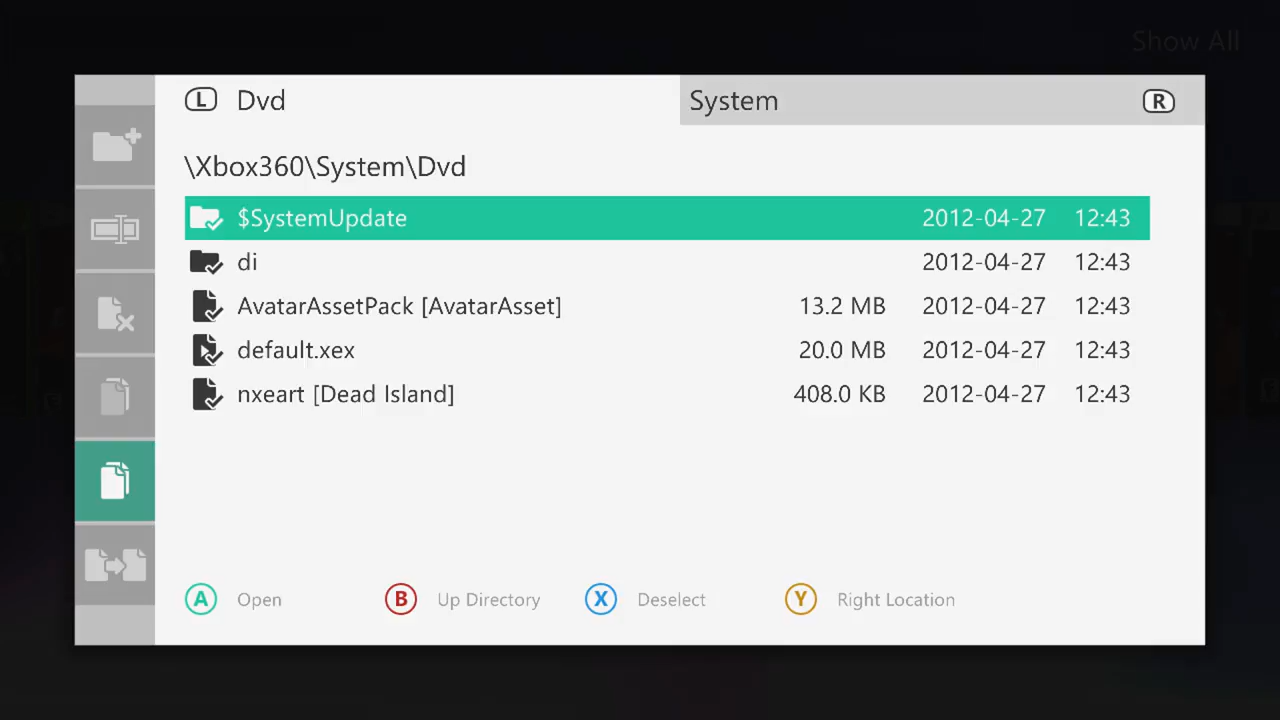 Show All
L Dvd
System R
\Xbox360\System\Dvd
$SystemUpdate 2012-04-27 12:43
di 2012-04-27 12:43
AvatarAssetPack [AvatarAsset] 13.2 MB 2012-04-27 12:43
default.xex 20.0 MB 2012-04-27 12:43
nxeart [Dead Island] 408.0 KB 2012-04-27 12:43
A Open B Up Directory X Deselect Y Right Location